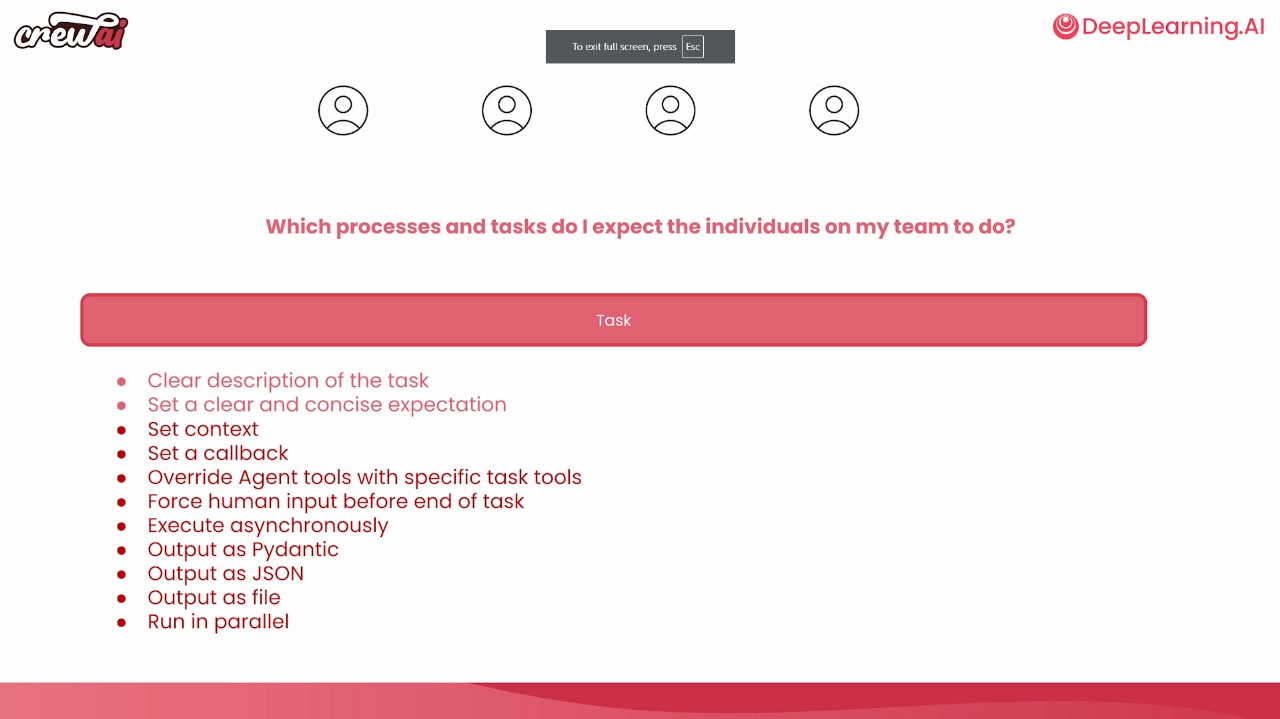 crewai
DeepLearning.AI
To exit full screen, press Esc
Which processes and tasks do I expect the individuals on my team to do?
Task
● Clear description of the task
● Set a clear and concise expectation
● Set context
● Set a callback
● Override Agent tools with specific task tools
● Force human input before end of task
● Execute asynchronously
● Output as Pydantic
● Output as JSON
● Output as file
● Run in parallel